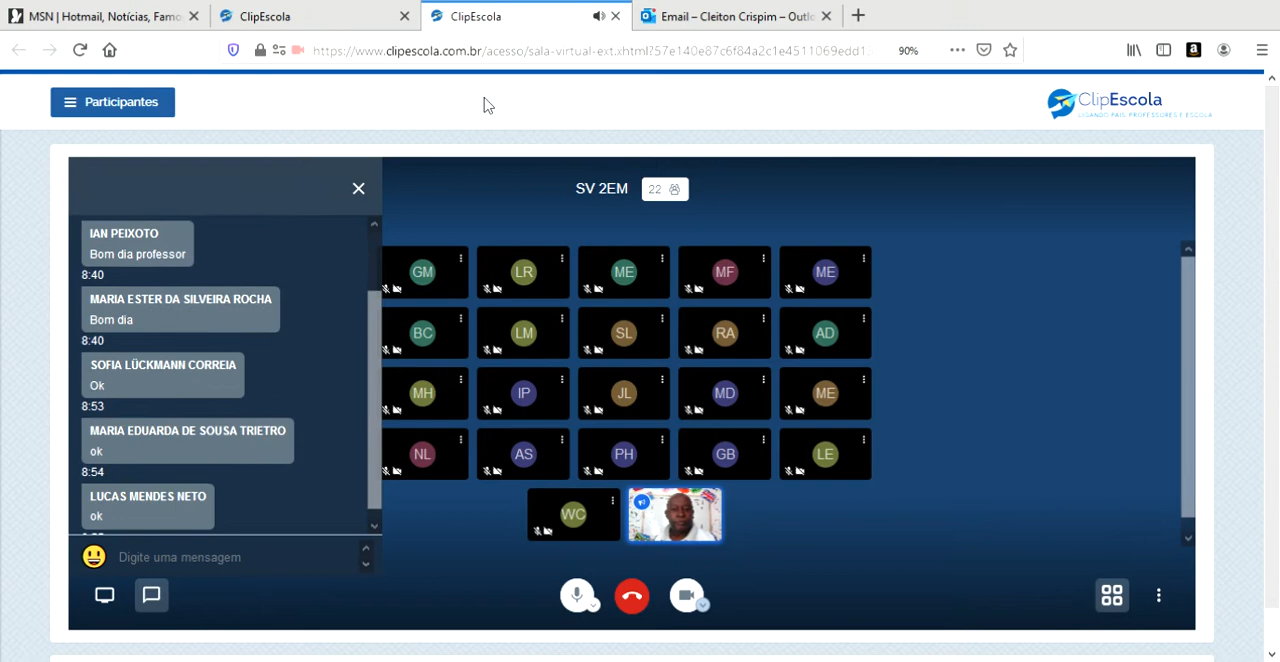 MSN | Hotmail, Notícias, Famo
ClipEscola
ClipEscola
Email – Cleiton Crispim – Outlo
https://www.clipescola.com.br/acesso/sala-virtual-ext.xhtml?57e140e87c6f84a2c1e4511069edd1
90%
Participantes
ClipEscola
LIGANDO PAIS, PROFESSORES E ESCOLA
SV 2EM 22
IAN PEIXOTO
Bom dia professor
8:40
MARIA ESTER DA SILVEIRA ROCHA
Bom dia
8:40
SOFIA LÜCKMANN CORREIA
Ok
8:53
MARIA EDUARDA DE SOUSA TRIETRO
ok
8:54
LUCAS MENDES NETO
ok
Digite uma mensagem
GM LR ME MF ME
BC LM SL RA AD
MH IP JL MD ME
NL AS PH GB LE
WC